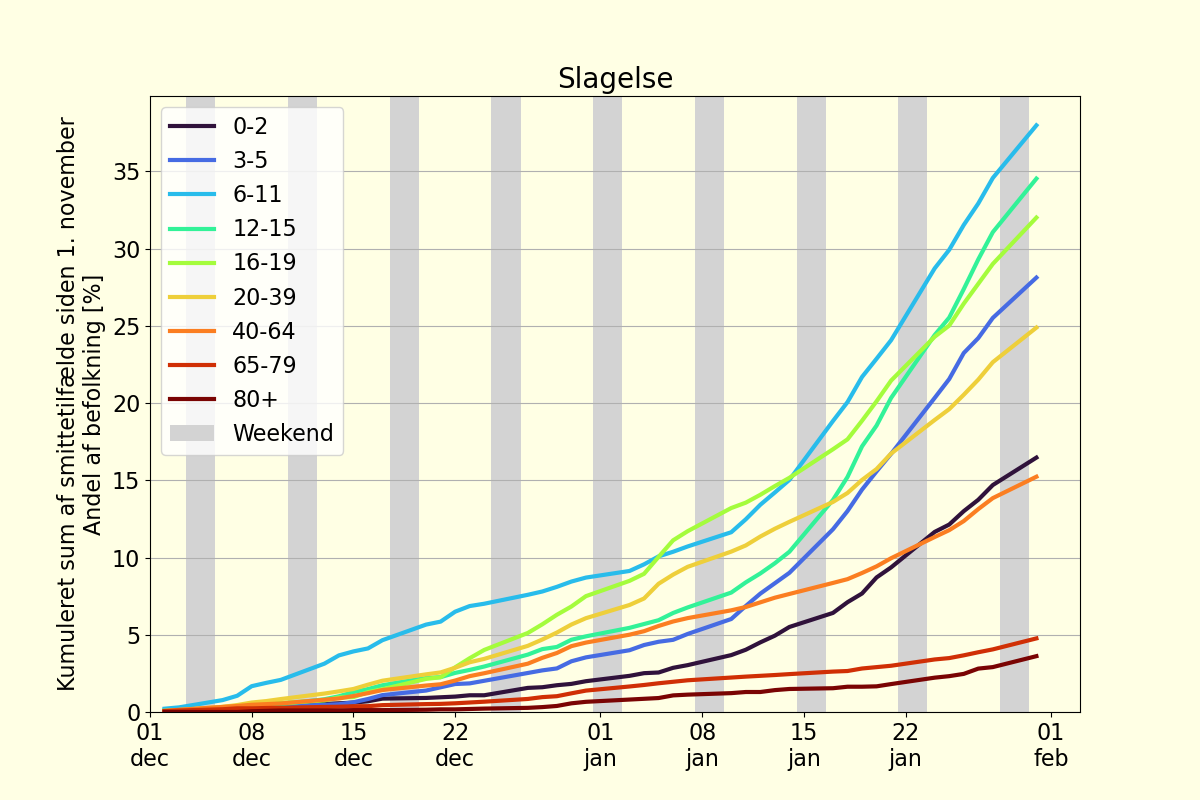 Slagelse
Kumuleret sum af smittetilfælde siden 1. november
Andel af befolkning [%]
35
30
25
20
15
10
5
0
0-2
3-5
6-11
12-15
16-19
20-39
40-64
65-79
80+
Weekend
01 08 15 22 01 08 15 22 01
dec dec dec dec jan jan jan jan feb